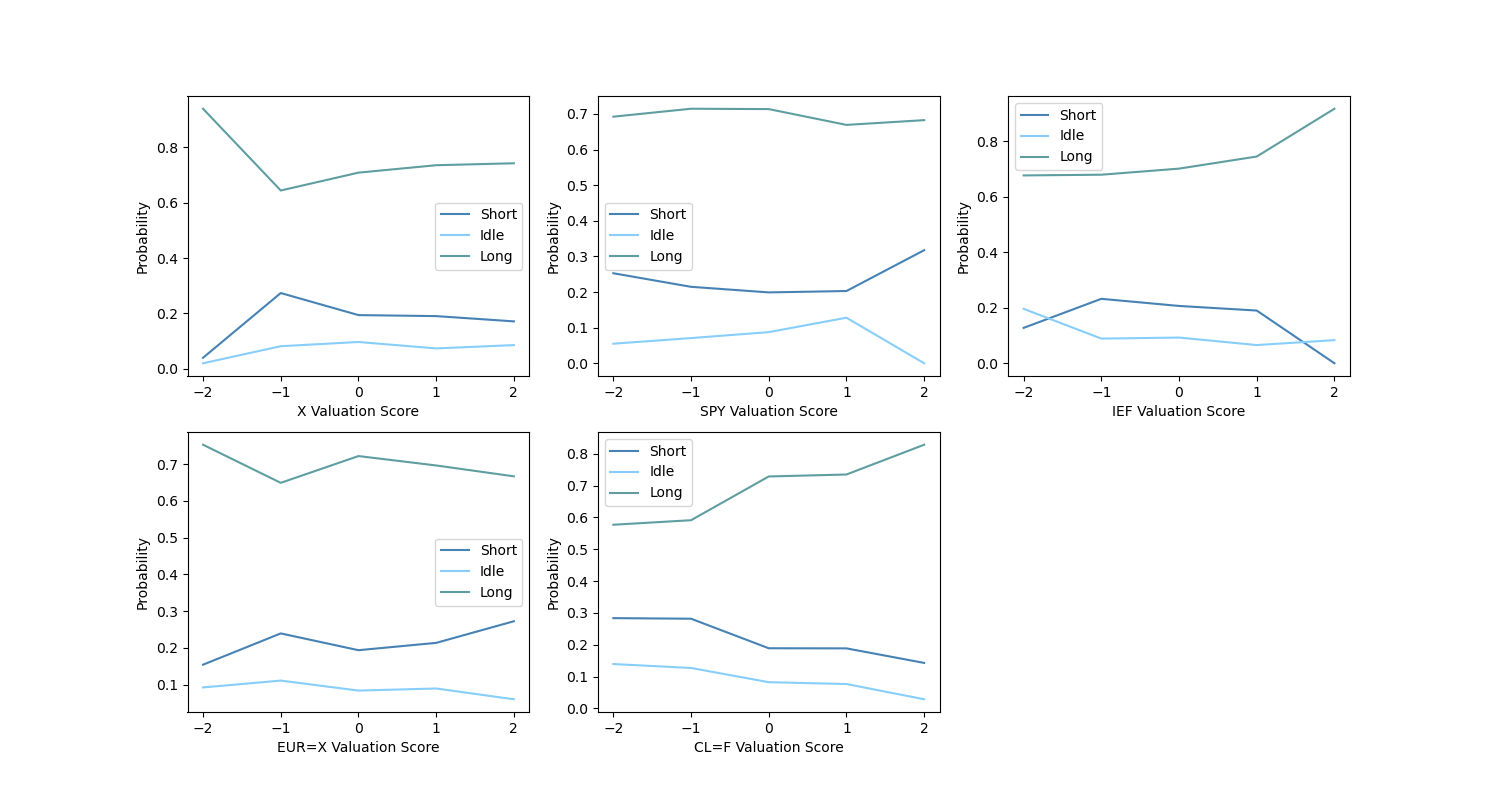 Probability
0.8
0.6
0.4
0.2
0.0
Short
Idle
Long
−2 −1 0 1 2
X Valuation Score
Probability
0.7
0.6
0.5
0.4
0.3
0.2
0.1
0.0
Short
Idle
Long
−2 −1 0 1 2
SPY Valuation Score
Probability
0.8
0.6
0.4
0.2
0.0
Short
Idle
Long
−2 −1 0 1 2
IEF Valuation Score
Probability
0.7
0.6
0.5
0.4
0.3
0.2
0.1
Short
Idle
Long
−2 −1 0 1 2
EUR=X Valuation Score
Probability
0.8
0.7
0.6
0.5
0.4
0.3
0.2
0.1
0.0
Short
Idle
Long
−2 −1 0 1 2
CL=F Valuation Score